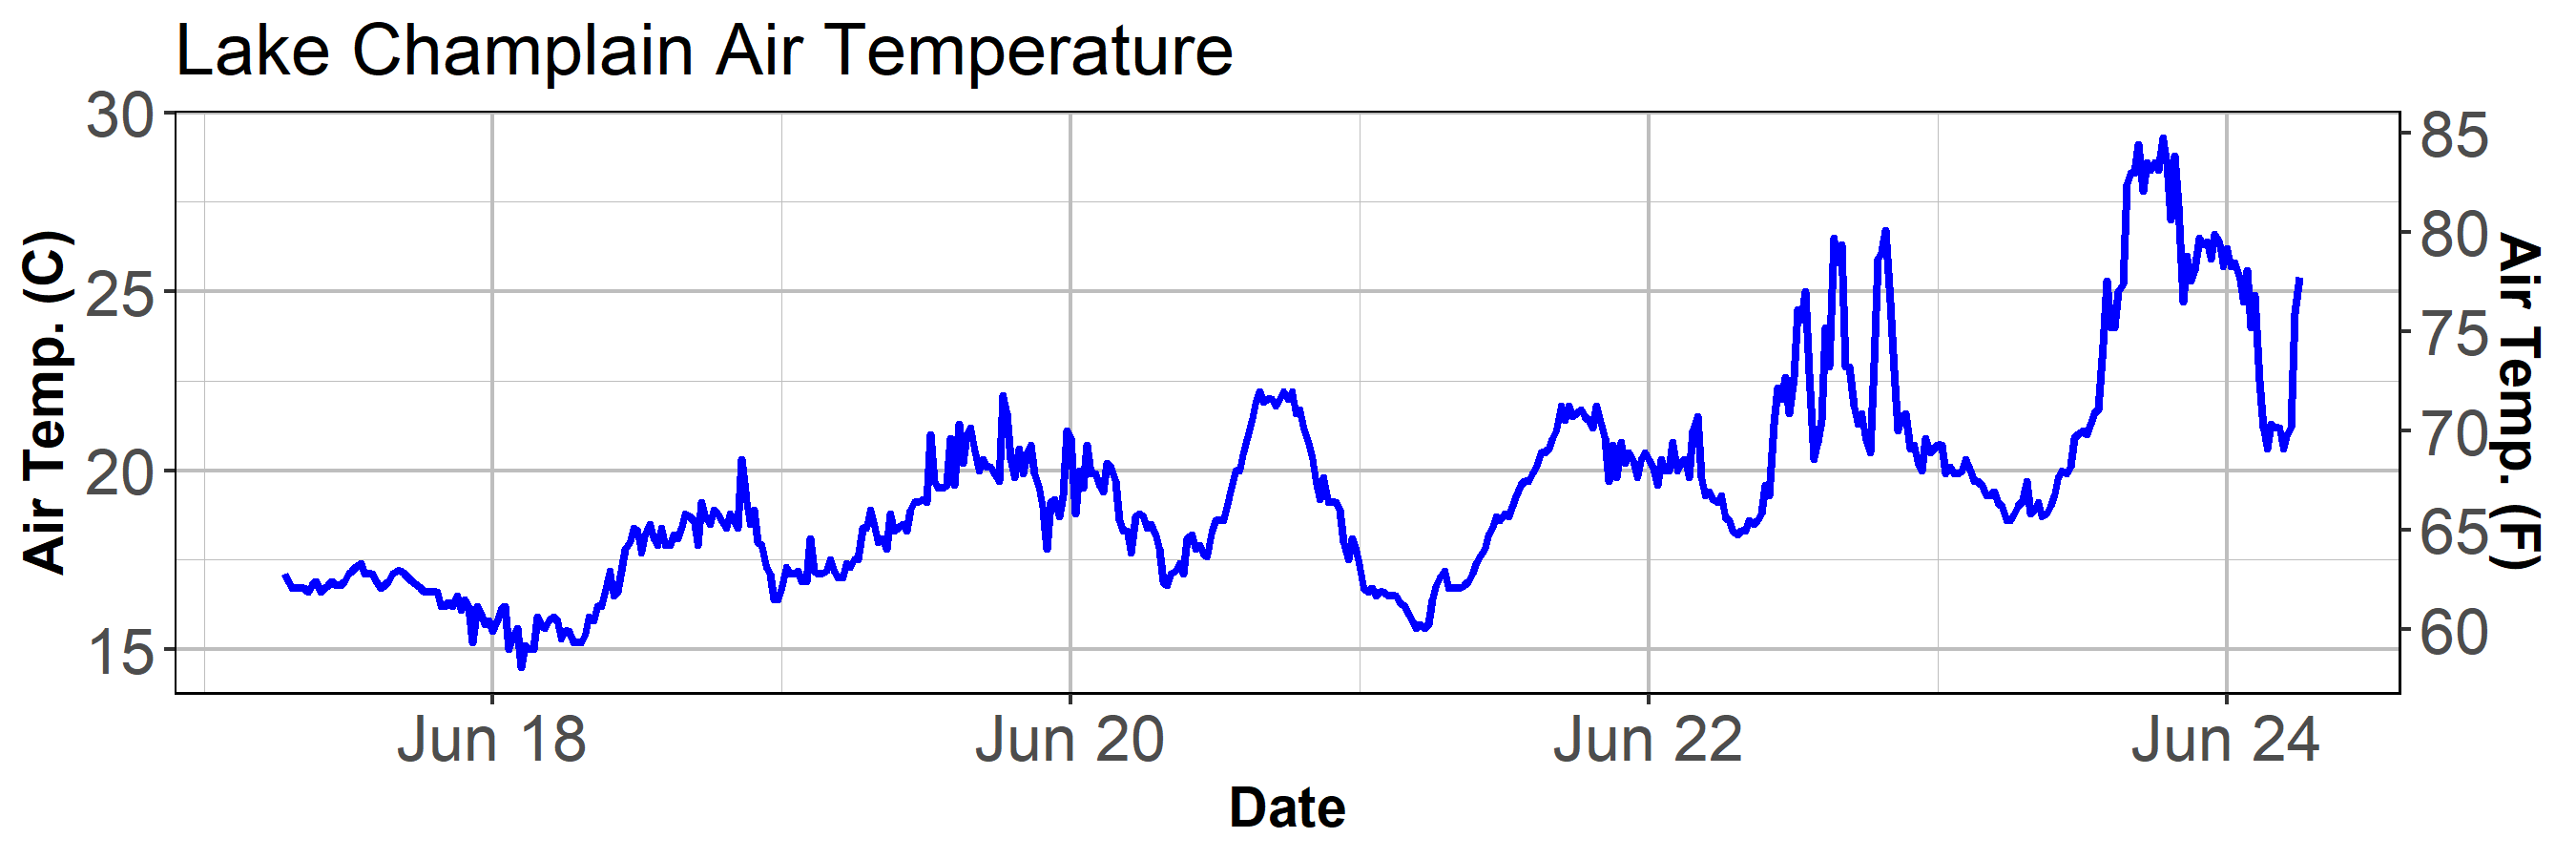 Lake Champlain Air Temperature
30
25
20
15
Air Temp. (C)
85
80
75
70
65
60
Air Temp. (F)
Jun 18
Jun 20
Jun 22
Jun 24
Date